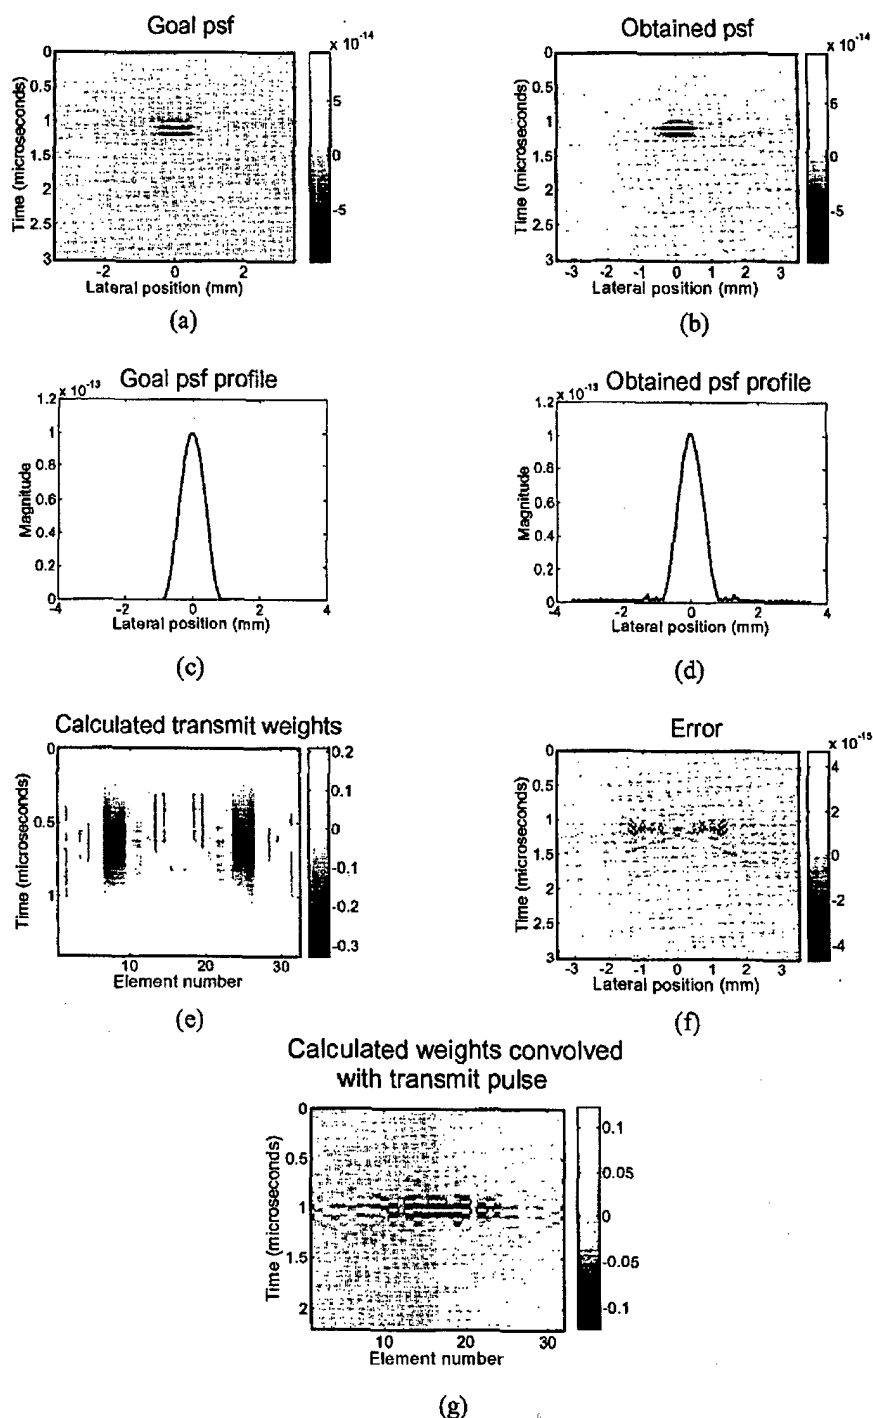 Goal psf
x 10^-14
0
0.5
1
1.5
2
2.5
3
Time (microseconds)
-2 0 2
Lateral position (mm)
5
0
-5
(a)
Obtained psf
x 10^-14
0
0.5
1
1.5
2
2.5
3
Time (microseconds)
-3 -2 -1 0 1 2 3
Lateral position (mm)
5
0
-5
(b)
Goal psf profile
x 10^-13
1.2
1
0.8
0.6
0.4
0.2
0
Magnitude
-4 -2 0 2 4
Lateral position (mm)
(c)
Obtained psf profile
x 10^-13
1.2
1
0.8
0.6
0.4
0.2
0
Magnitude
-4 -2 0 2 4
Lateral position (mm)
(d)
Calculated transmit weights
0
0.5
1
Time (microseconds)
10 20 30
Element number
0.2
0.1
0
-0.1
-0.2
-0.3
(e)
Error
x 10^-15
0
0.5
1
1.5
2
2.5
3
Time (microseconds)
-3 -2 -1 0 1 2 3
Lateral position (mm)
4
2
0
-2
-4
(f)
Calculated weights convolved
with transmit pulse
0
0.5
1
1.5
2
Time (microseconds)
10 20 30
Element number
0.1
0.05
0
-0.05
-0.1
(g)